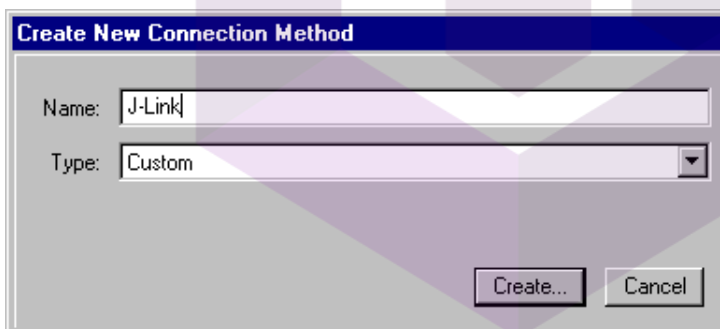 Create New Connection Method
Name: J-Link
Type: Custom
Create... Cancel